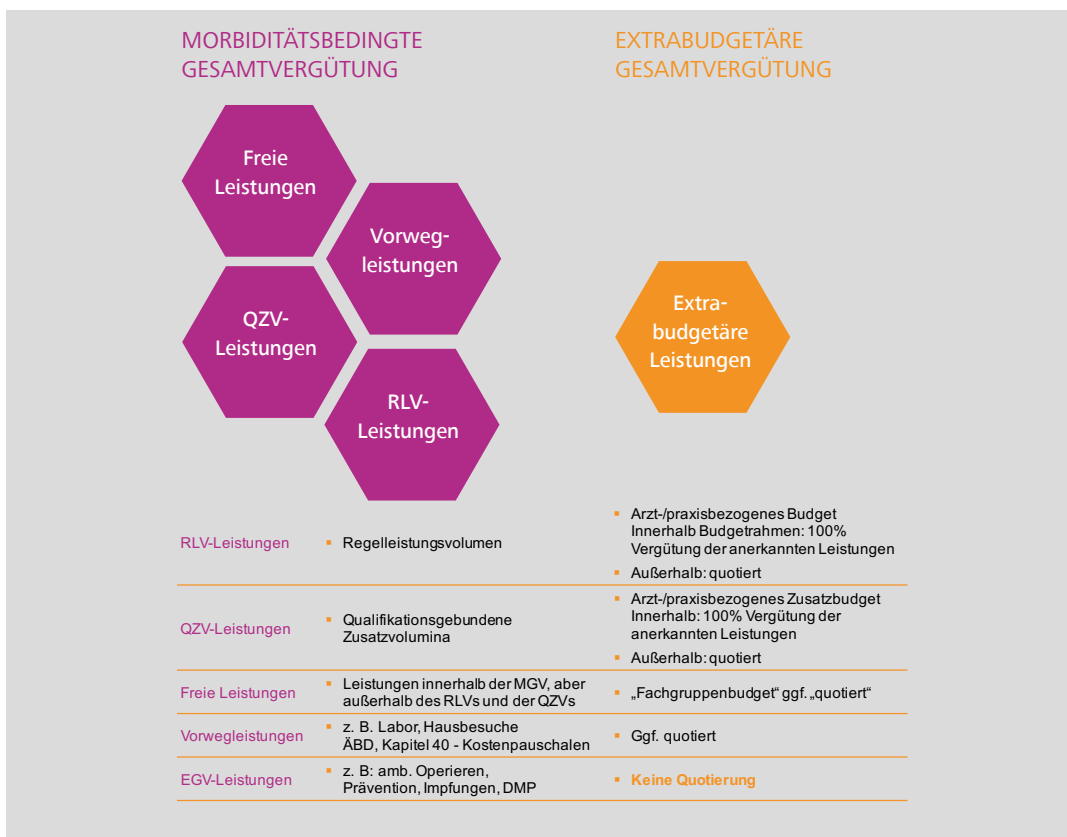 MORBIDITÄTSBEDINGTE
GESAMTVERGÜTUNG
EXTRABUDGETÄRE
GESAMTVERGÜTUNG
Freie
Leistungen
Vorweg-
leistungen
QZV-
Leistungen
RLV-
Leistungen
Extra-
budgetäre
Leistungen
RLV-Leistungen
▪ Regelleistungsvolumen
▪ Arzt-/praxisbezogenes Budget
Innerhalb Budgetrahmen: 100%
Vergütung der anerkannten Leistungen
▪ Außerhalb: quotiert
QZV-Leistungen
▪ Qualifikationsgebundene
Zusatzvolumina
▪ Arzt-/praxisbezogenes Zusatzbudget
Innerhalb: 100% Vergütung der
anerkannten Leistungen
▪ Außerhalb: quotiert
Freie Leistungen
▪ Leistungen innerhalb der MGV, aber
außerhalb des RLVs und der QZVs
▪ „Fachgruppenbudget“ ggf. „quotiert“
Vorwegleistungen
▪ z. B. Labor, Hausbesuche
ÄBD, Kapitel 40 - Kostenpauschalen
▪ Ggf. quotiert
EGV-Leistungen
▪ z. B: amb. Operieren,
Prävention, Impfungen, DMP
▪ Keine Quotierung